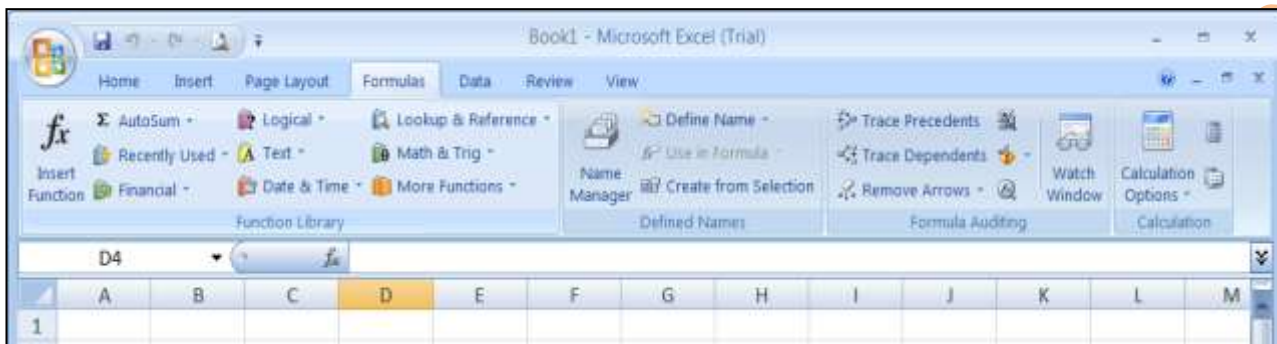 Book1 - Microsoft Excel (Trial)
Home Insert Page Layout Formulas Data Review View
fx Σ AutoSum Logical Lookup & Reference Define Name Trace Precedents
Recently Used A Text Math & Trig Use in Formula Trace Dependents
Insert Function Financial Date & Time More Functions Name Manager Create from Selection Remove Arrows Watch Window Calculation Options
Function Library Defined Names Formula Auditing Calculation
D4 fx
A B C D E F G H I J K L M
1